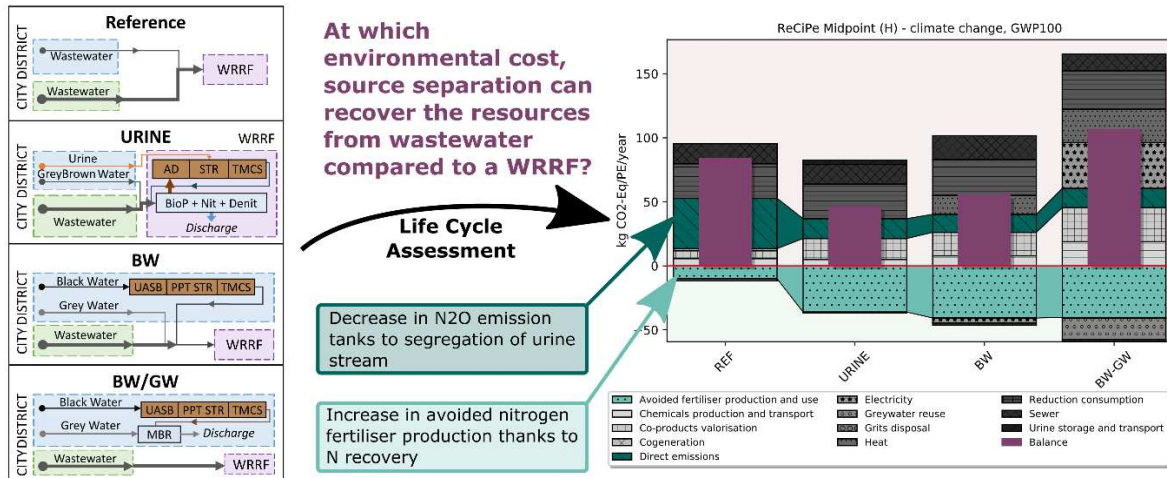 Reference
CITY DISTRICT
Wastewater
Wastewater
WRRF
URINE
WRRF
CITY DISTRICT
Urine
GreyBrown Water
Wastewater
AD
STR
TMCS
BioP + Nit + Denit
Discharge
BW
CITY DISTRICT
Black Water
UASB
PPT STR
TMCS
Grey Water
Wastewater
WRRF
BW/GW
CITY DISTRICT
Black Water
UASB
PPT STR
TMCS
Grey Water
MBR
Discharge
Wastewater
WRRF
At which
environmental cost,
source separation can
recover the resources
from wastewater
compared to a WRRF?
Life Cycle
Assessment
Decrease in N2O emission
tanks to segregation of urine
stream
Increase in avoided nitrogen
fertiliser production thanks to
N recovery
ReCiPe Midpoint (H) - climate change, GWP100
kg CO2-Eq/PE/year
150
100
50
0
−50
REF
URINE
BW
BW-GW
Avoided fertiliser production and use
Chemicals production and transport
Co-products valorisation
Cogeneration
Direct emissions
Electricity
Greywater reuse
Grits disposal
Heat
Reduction consumption
Sewer
Urine storage and transport
Balance